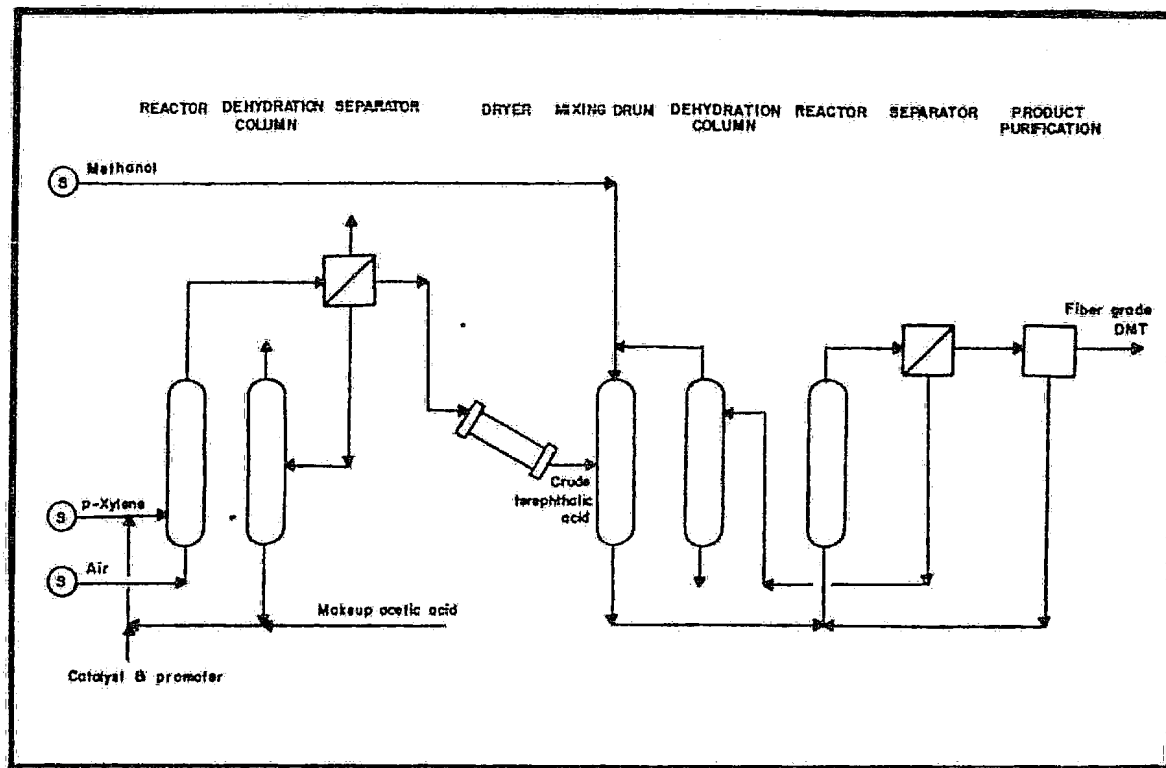 REACTOR DEHYDRATION SEPARATOR DRYER MIXING DRUM DEHYDRATION REACTOR SEPARATOR PRODUCT
COLUMN COLUMN PURIFICATION
S Methanol
Fiber grade
DMT
Crude
terephthalic
acid
S p-Xylene
S Air
Makeup acetic acid
Catalyst & promoter